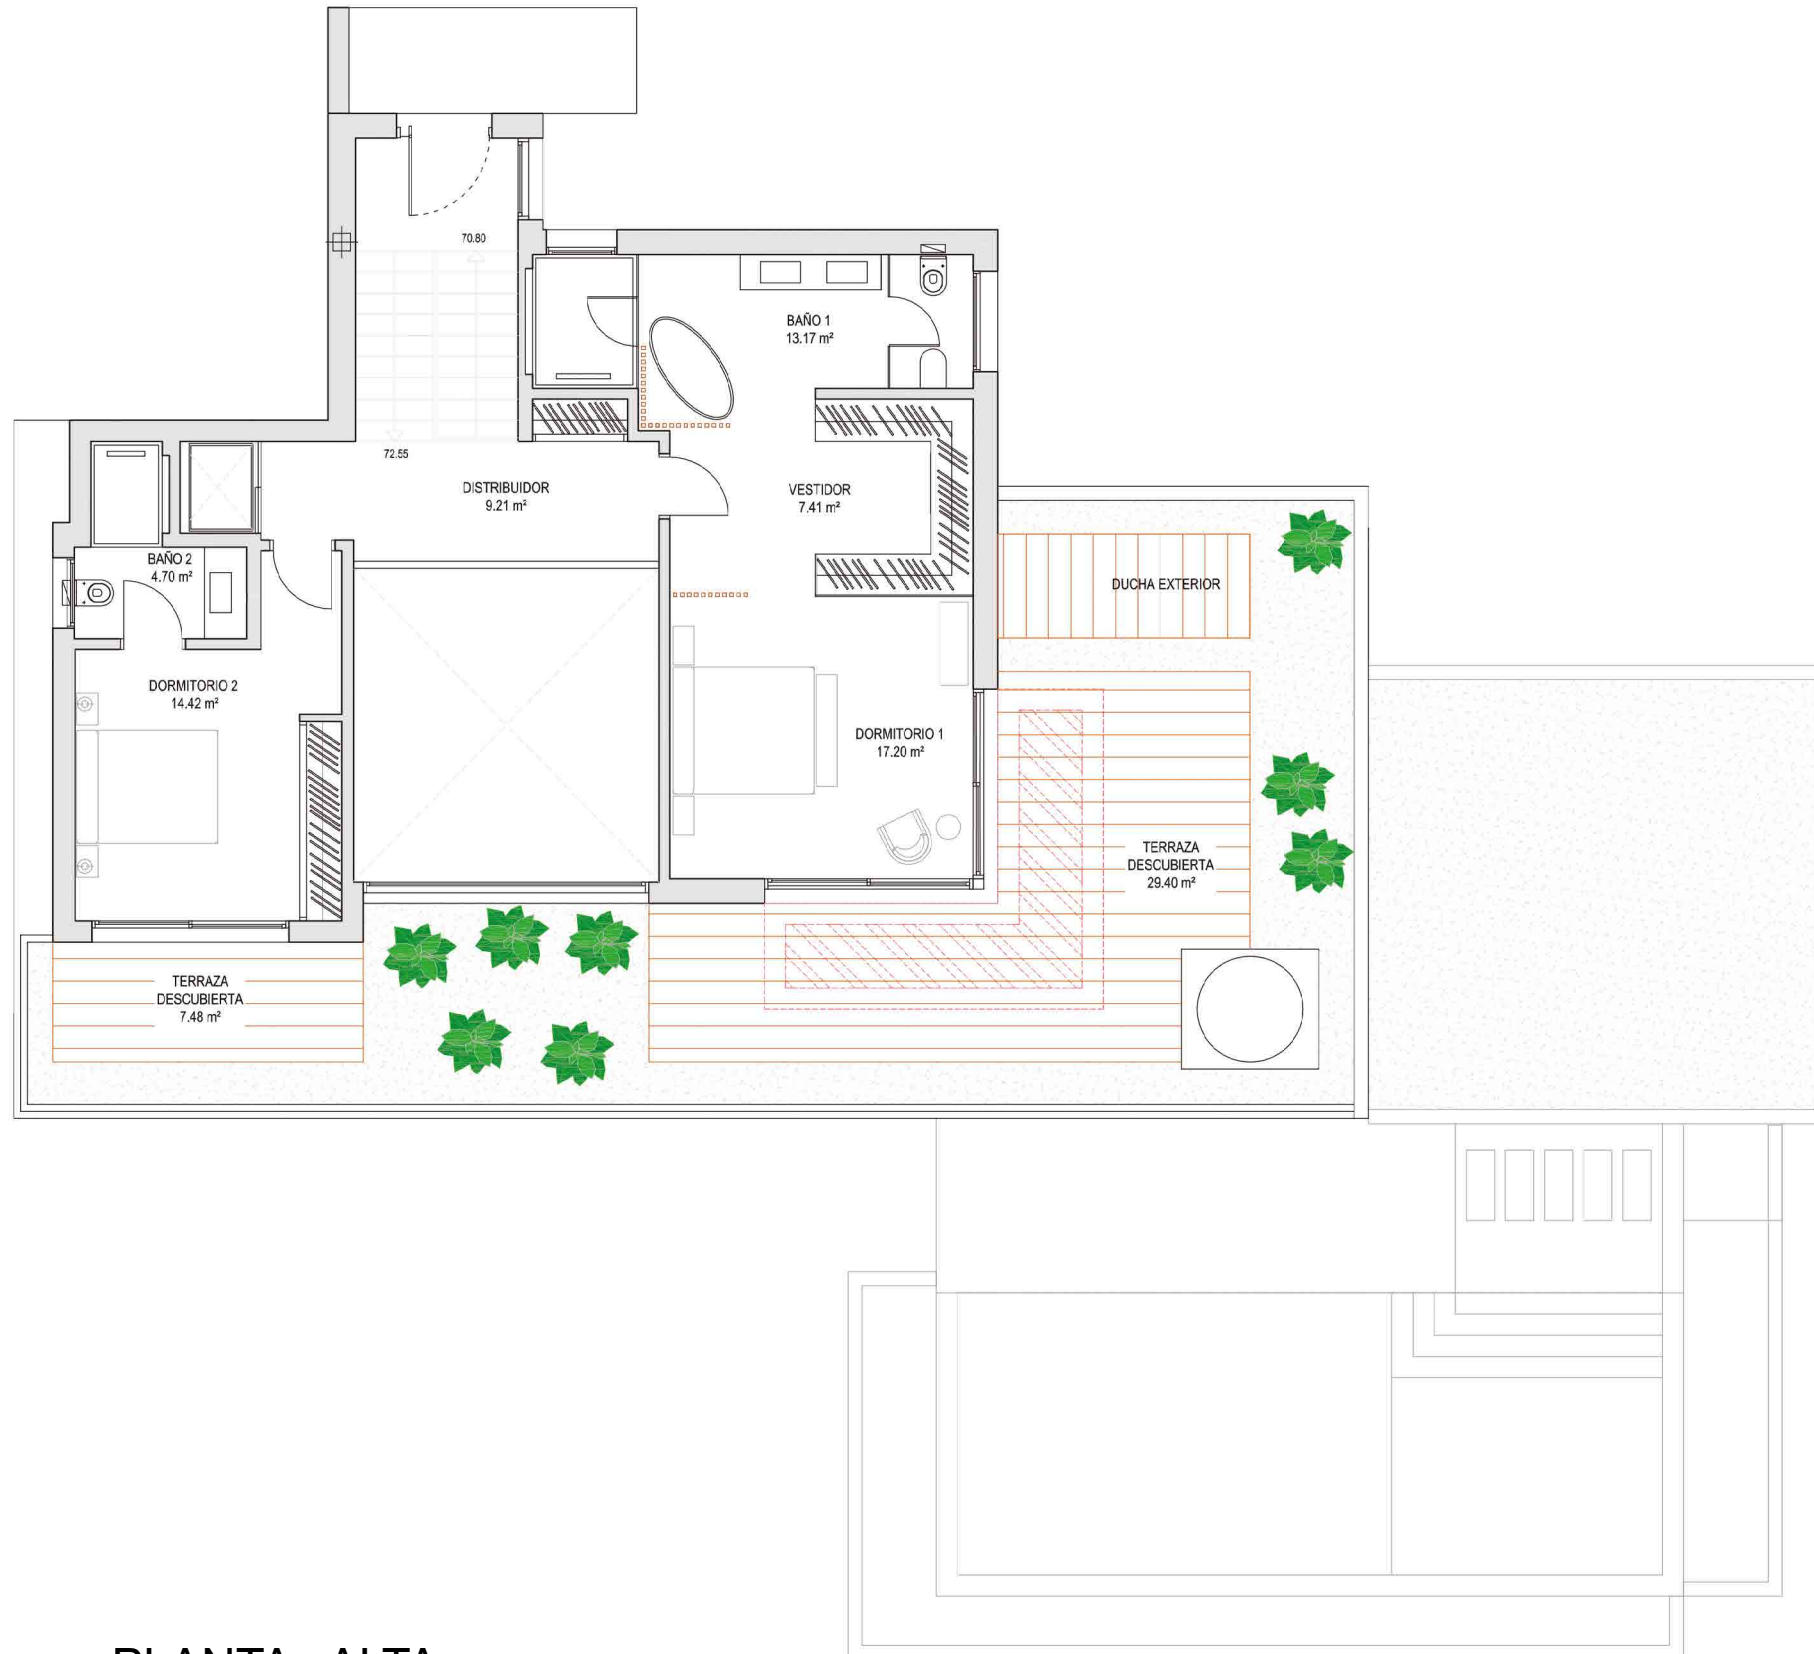 70.80
BAÑO 1
13.17 m²
72.55
DISTRIBUIDOR
9.21 m²
VESTIDOR
7.41 m²
BAÑO 2
4.70 m²
DUCHA EXTERIOR
DORMITORIO 2
14.42 m²
DORMITORIO 1
17.20 m²
TERRAZA
DESCUBIERTA
29.40 m²
TERRAZA
DESCUBIERTA
7.48 m²
PLANTA ALTA